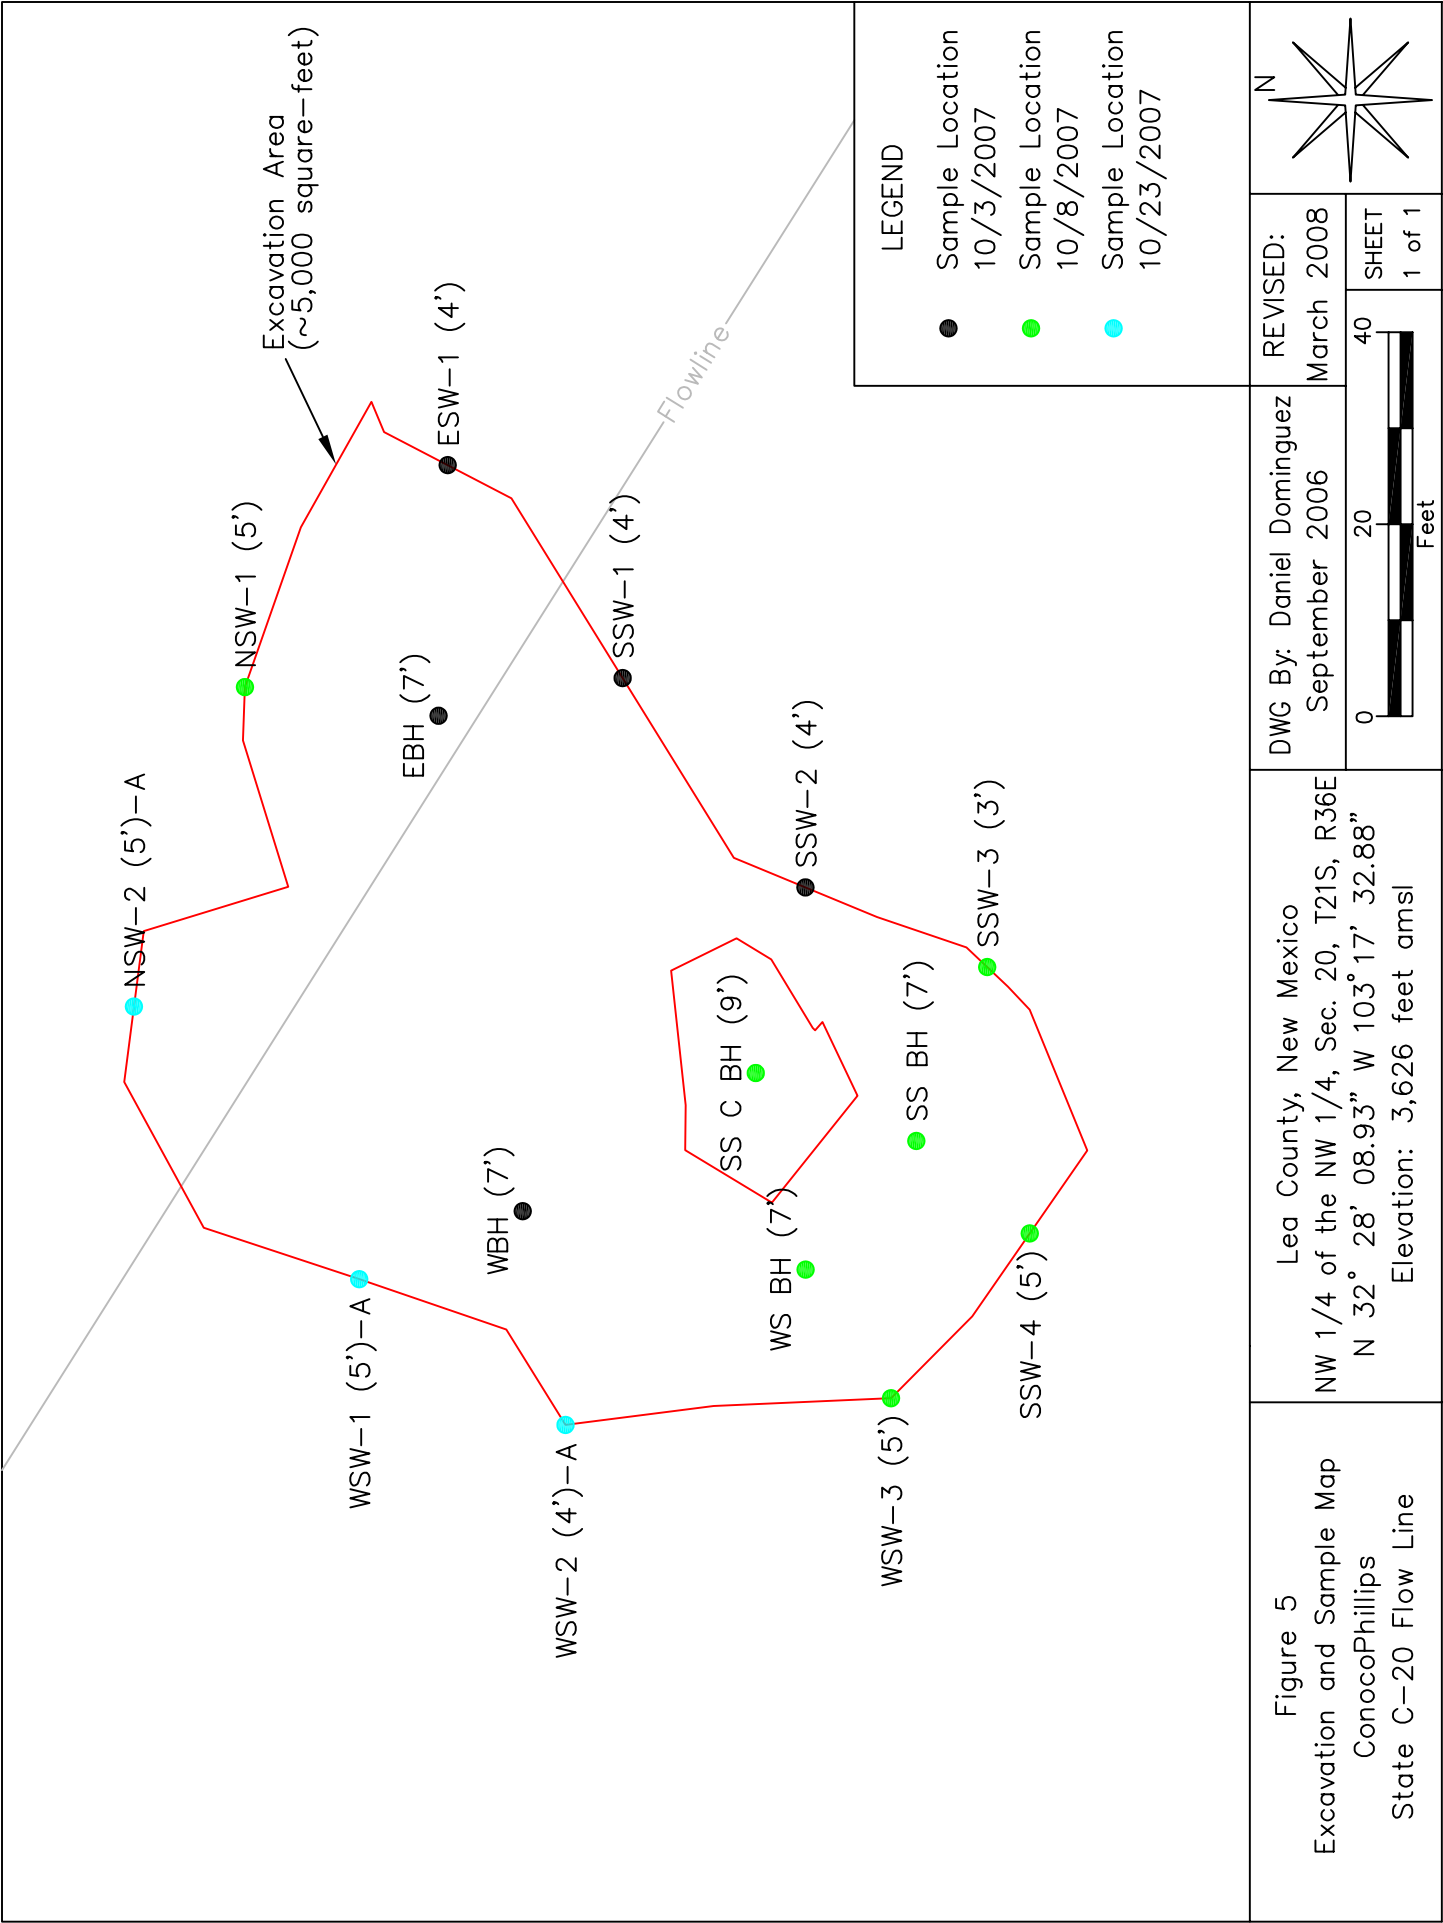 Excavation Area
(~5,000 square-feet)
NSW-2 (5')-A
NSW-1 (5')
WSW-1 (5')-A
EBH (7')
ESW-1 (4')
WBH (7')
WSW-2 (4')-A
SSW-1 (4')
Flowline
SS C BH (9')
WS BH (7')
SSW-2 (4')
WSW-3 (5')
SS BH (7')
SSW-3 (3')
SSW-4 (5')
LEGEND
Sample Location
10/3/2007
Sample Location
10/8/2007
Sample Location
10/23/2007
Figure 5
Excavation and Sample Map
ConocoPhillips
State C-20 Flow Line
Lea County, New Mexico
NW 1/4 of the NW 1/4, Sec. 20, T21S, R36E
N 32° 28' 08.93" W 103° 17' 32.88"
Elevation: 3,626 feet amsl
DWG By: Daniel Dominguez
September 2006
REVISED:
March 2008
0 20 40
Feet
SHEET
1 of 1
N